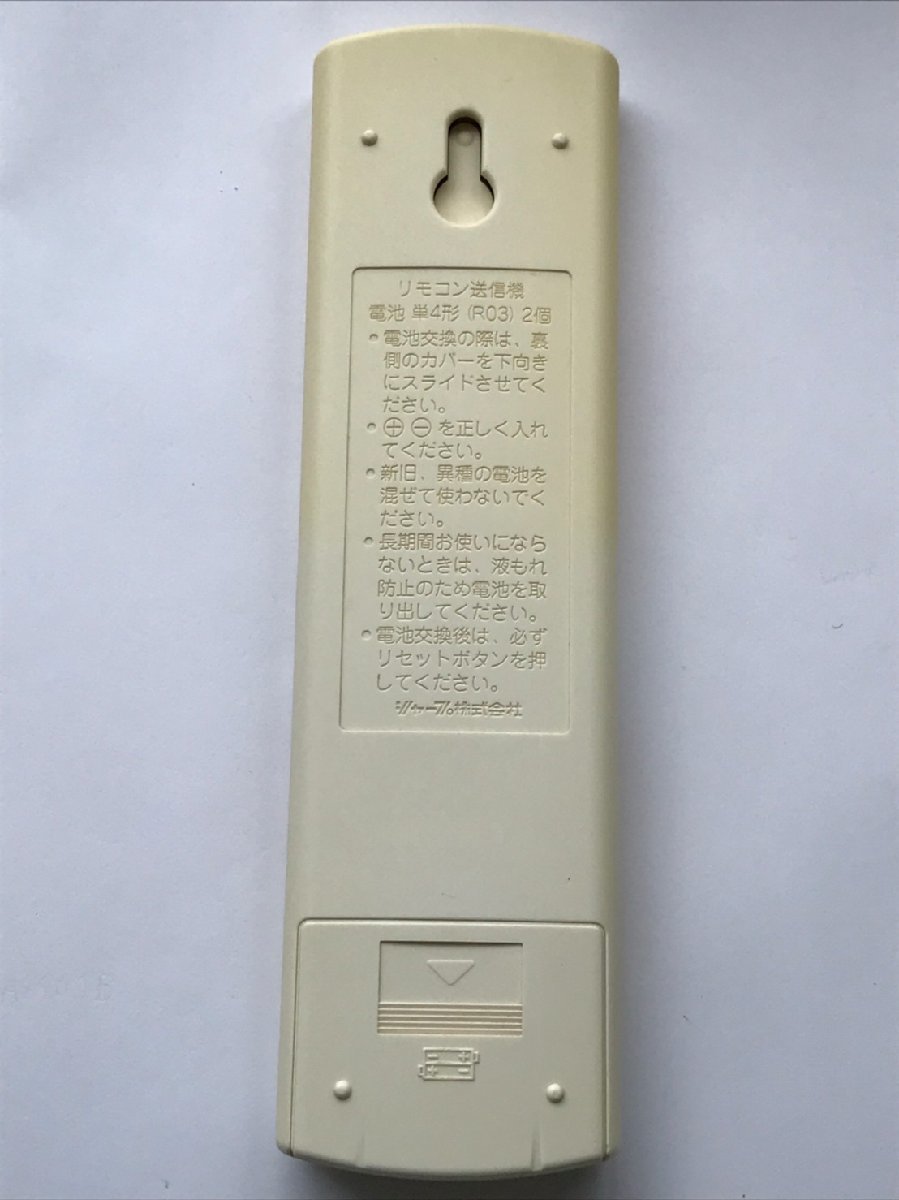 リモコン送信機
電池 単4形 (R03) 2個
・電池交換の際は、裏
側のカバーを下向き
にスライドさせてく
ださい。
・⊕⊖を正しく入れ
てください。
・新旧、異種の電池を
混ぜて使わないでく
ださい。
・長期間お使いになら
ないときは、液もれ
防止のため電池を取
り出してください。
・電池交換後は、必ず
リセットボタンを押
してください。
シャープ株式会社
- +
+ -